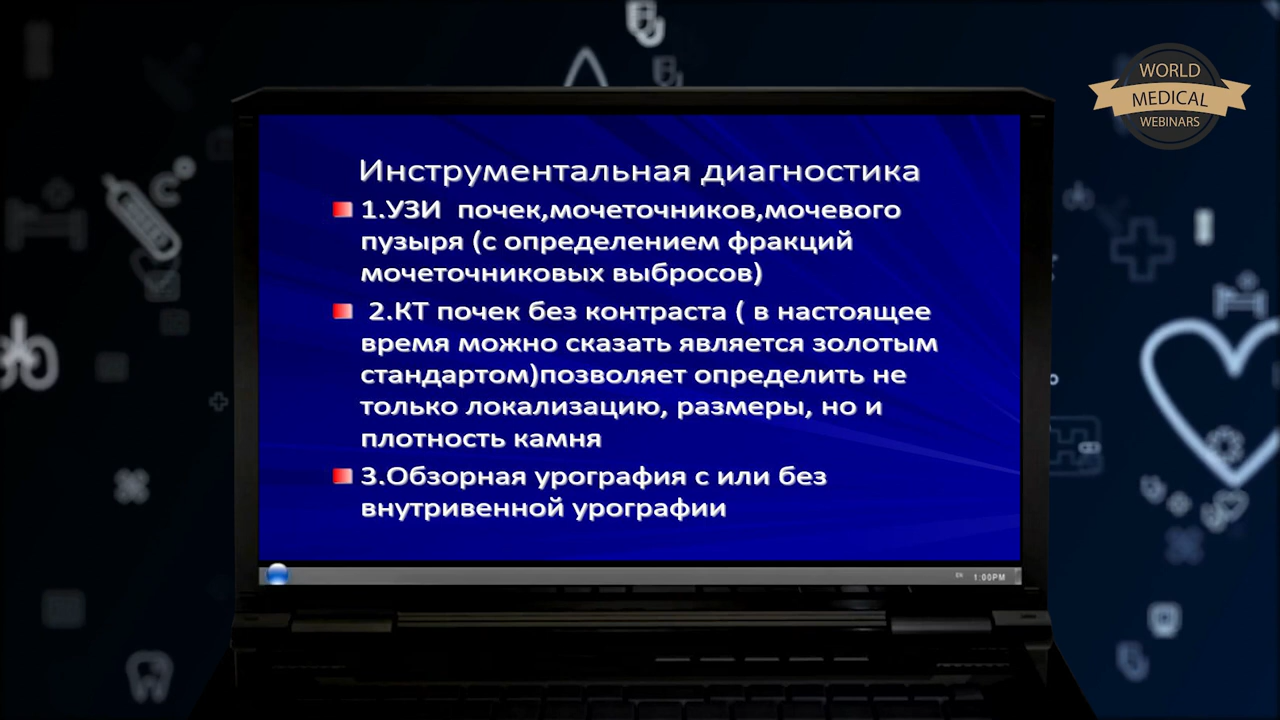 WORLD
MEDICAL
WEBINARS
Инструментальная диагностика
1.УЗИ почек,мочеточников,мочевого
пузыря (с определением фракций
мочеточниковых выбросов)
2.КТ почек без контраста ( в настоящее
время можно сказать является золотым
стандартом)позволяет определить не
только локализацию, размеры, но и
плотность камня
3.Обзорная урография с или без
внутривенной урографии
EN 1:00PM